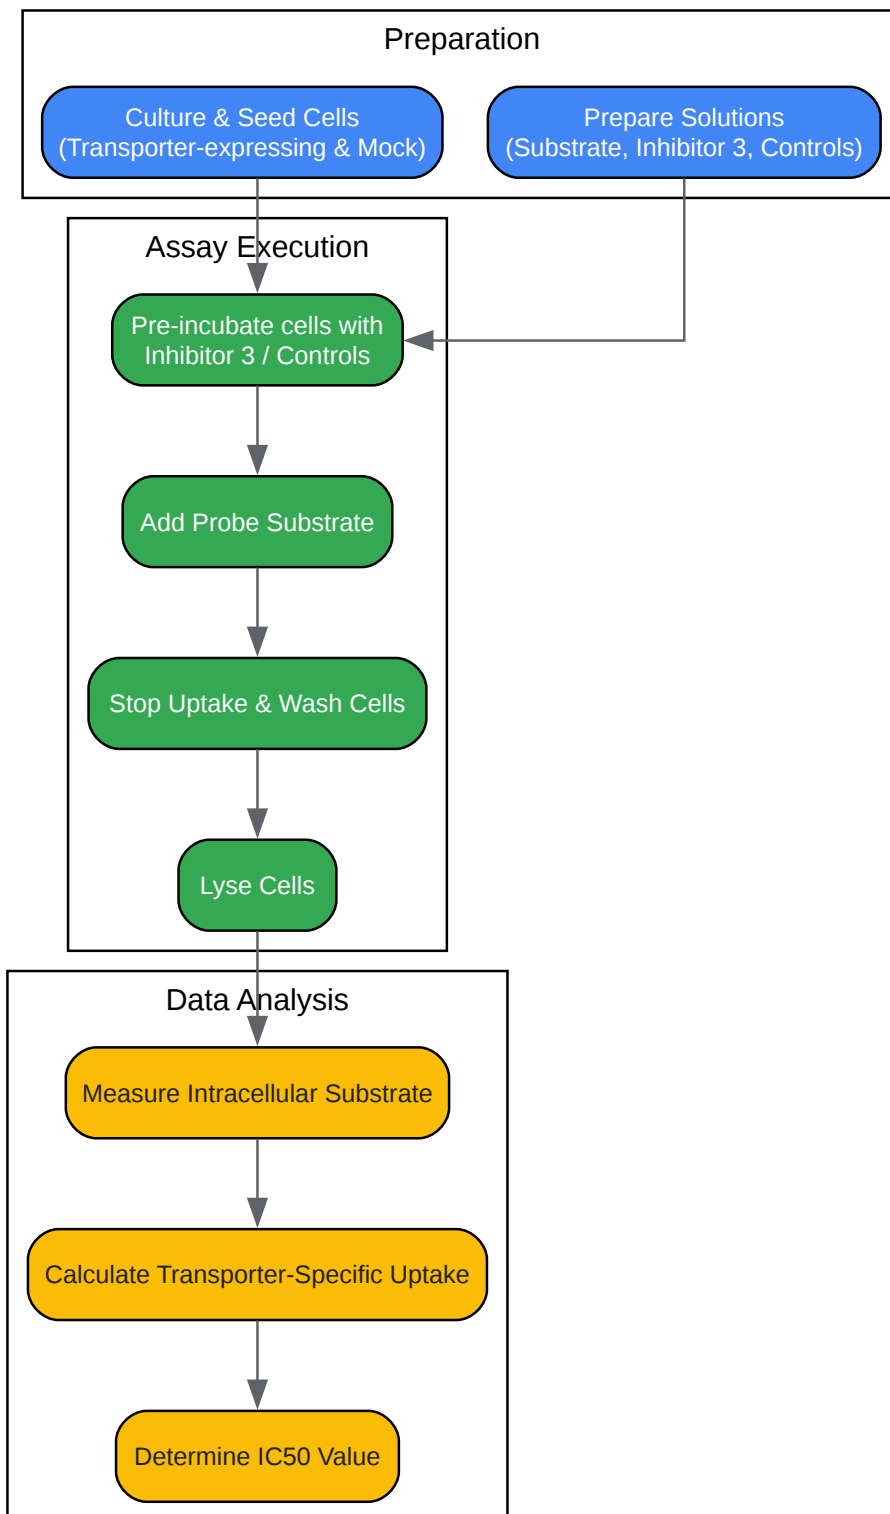 Preparation
Culture & Seed Cells
(Transporter-expressing & Mock)
Prepare Solutions
(Substrate, Inhibitor 3, Controls)
Assay Execution
Pre-incubate cells with
Inhibitor 3 / Controls
Add Probe Substrate
Stop Uptake & Wash Cells
Lyse Cells
Data Analysis
Measure Intracellular Substrate
Calculate Transporter-Specific Uptake
Determine IC50 Value